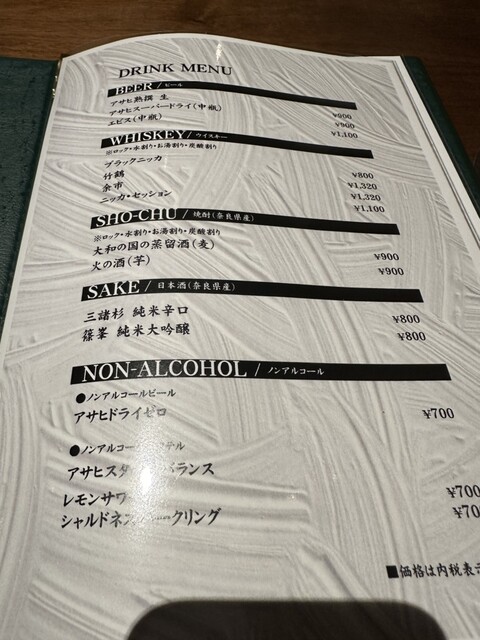 DRINK MENU
BEER / ビール
アサヒ熟撰 生
アサヒスーパードライ(中瓶) ¥900
エビス(中瓶) ¥900
¥1,100
WHISKEY / ウイスキー
※ロック・水割り・お湯割り・炭酸割り
ブラックニッカ ¥800
竹鶴 ¥1,320
余市 ¥1,320
ニッカ・セッション ¥1,100
SHO-CHU / 焼酎(奈良県産)
※ロック・水割り・お湯割り・炭酸割り
大和の国の蒸留酒(麦) ¥900
火の酒(芋) ¥900
SAKE / 日本酒(奈良県産)
三諸杉 純米辛口 ¥800
篠峯 純米大吟醸 ¥800
NON-ALCOHOL / ノンアルコール
●ノンアルコールビール
アサヒドライゼロ ¥700
●ノンアルコー テル
アサヒスタ バランス
レモンサワー ¥700
シャルドネ クリング ¥70
■価格は内税表示